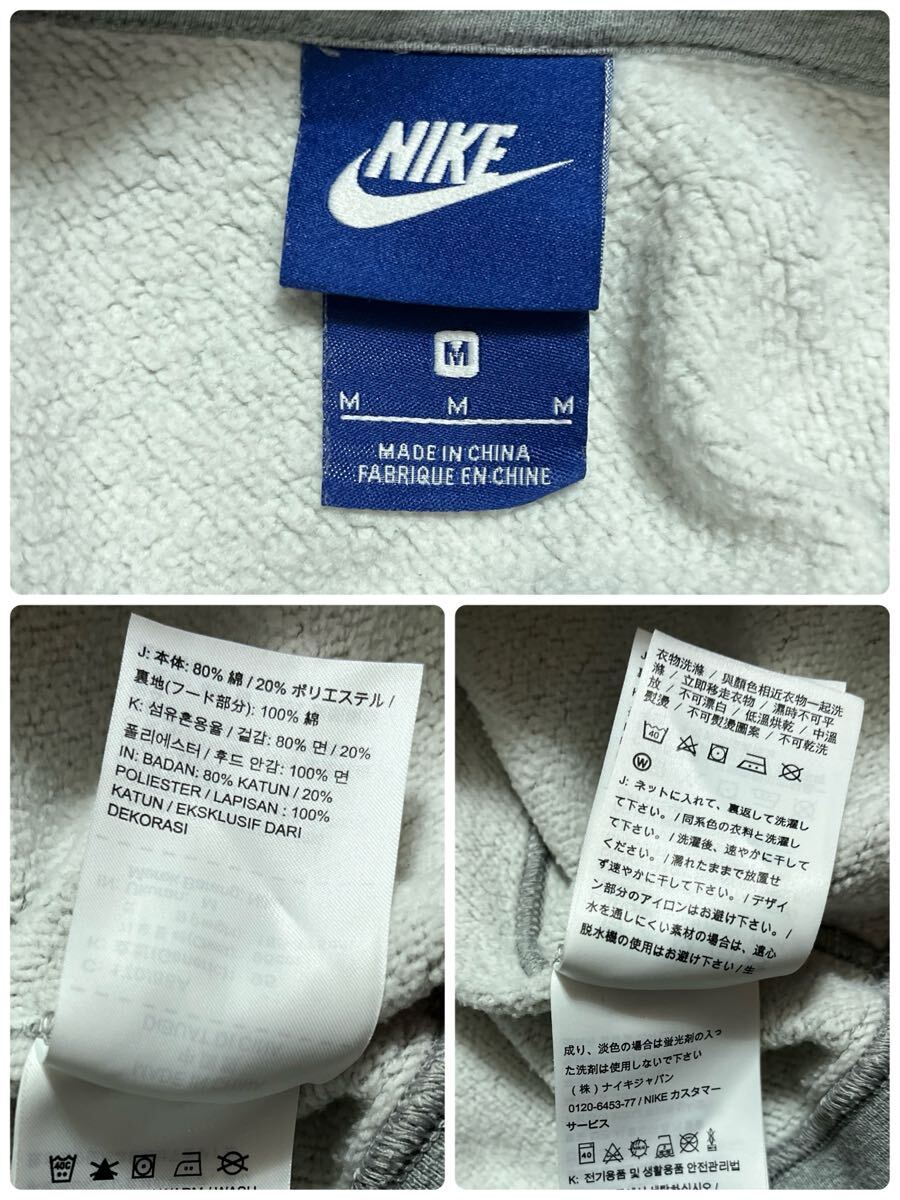 NIKE
M
M M M
MADE IN CHINA
FABRIQUE EN CHINE
J: 本体: 80% 綿 / 20% ポリエステル /
裏地(フード部分): 100% 綿
K: 섬유혼용율 / 겉감: 80% 면 / 20%
폴리에스터 / 후드 안감: 100% 면
IN: BADAN: 80% KATUN / 20%
POLIESTER / LAPISAN : 100%
KATUN / EKSKLUSIF DARI
DEKORASI
40C
衣物洗滌 / 與顏色相近衣物一起洗
滌 / 立即移走衣物 / 濕時不可平
放 / 不可漂白 / 低溫烘乾 / 中溫
熨燙 / 不可熨燙圖案 / 不可乾洗
40
W
J: ネットに入れて、裏返して洗濯し
て下さい。/ 同系色の衣料と洗濯し
て下さい。/ 洗濯後、速やかに干して
ください。/ 濡れたままで放置せ
ず速やかに干して下さい。/ デザイ
ン部分のアイロンはお避け下さい。/
水を通しにくい素材の場合は、遠心
脱水機の使用はお避け下さい / 生
成り、淡色の場合は蛍光剤の入っ
た洗剤は使用しないで下さい
(株) ナイキジャパン
0120-6453-77 / NIKE カスタマー
サービス
40
K: 전기용품 및 생활용품 안전관리법